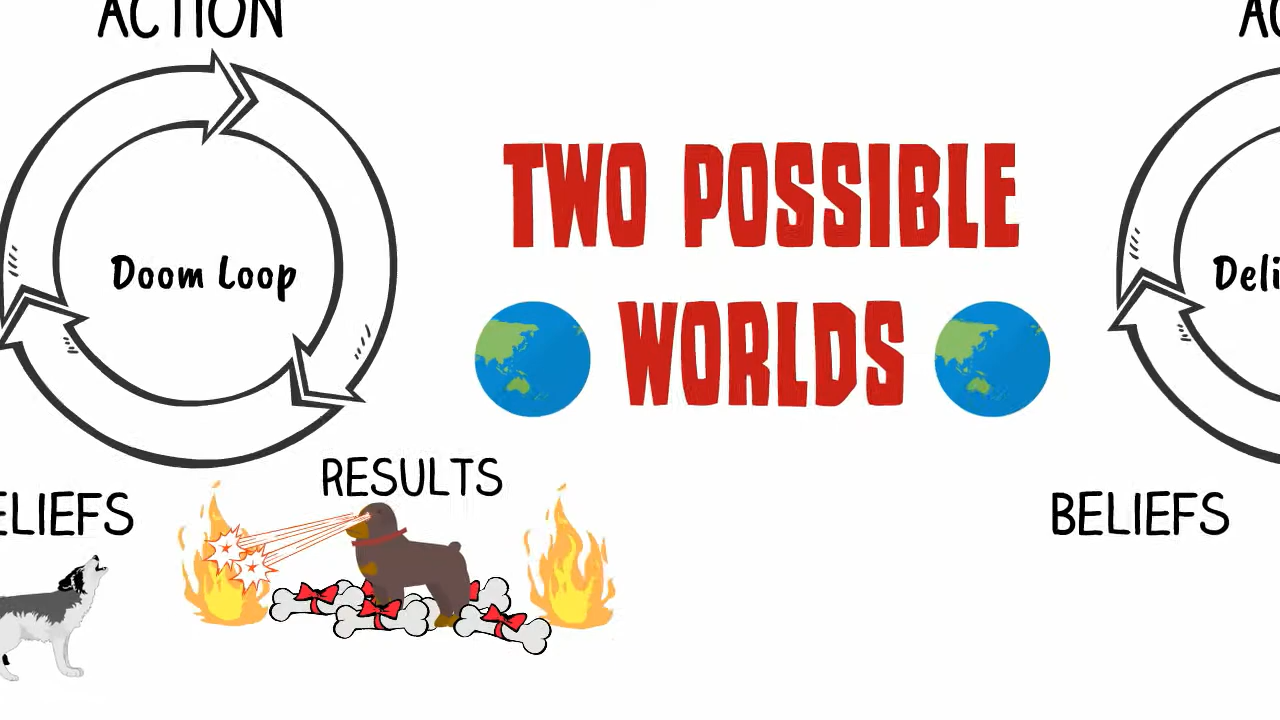 ACTION
Doom Loop
TWO POSSIBLE
WORLDS
RESULTS
BELIEFS